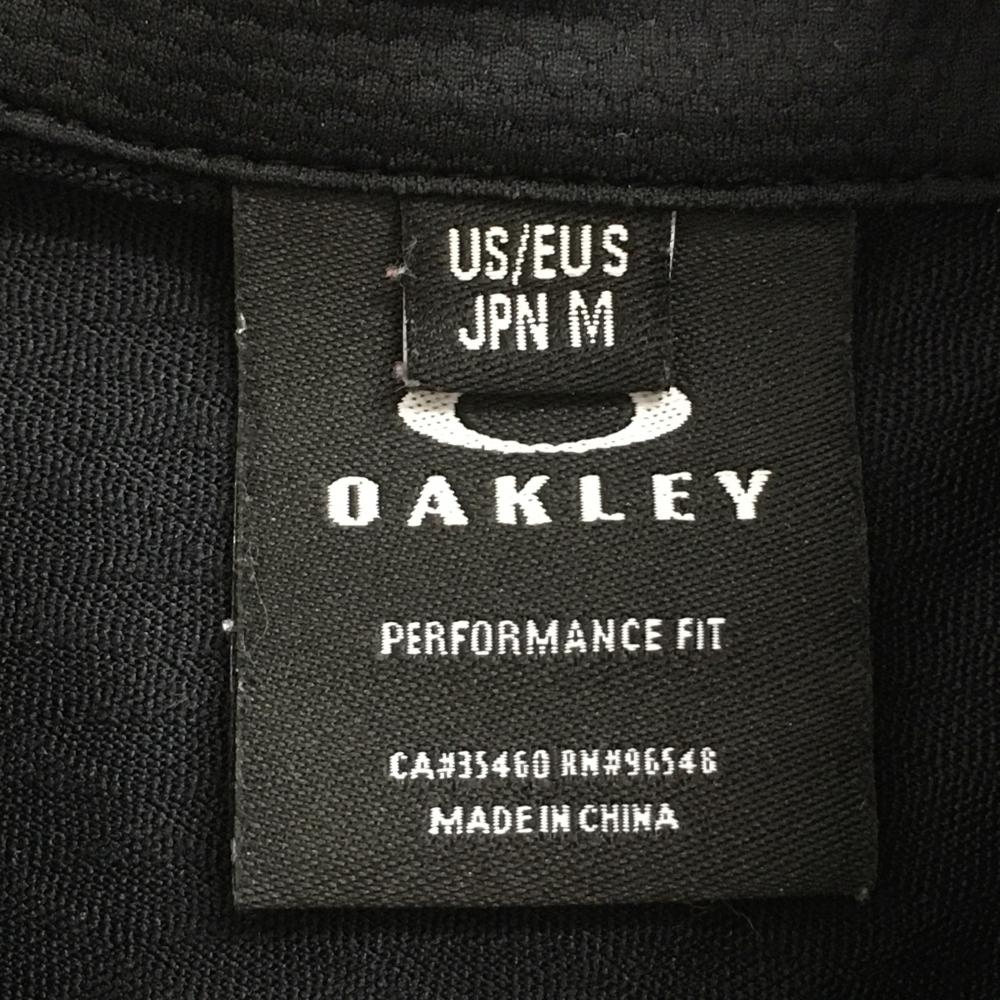 US/EU S
JPN M
OAKLEY
PERFORMANCE FIT
CA#35460 RN#96548
MADE IN CHINA